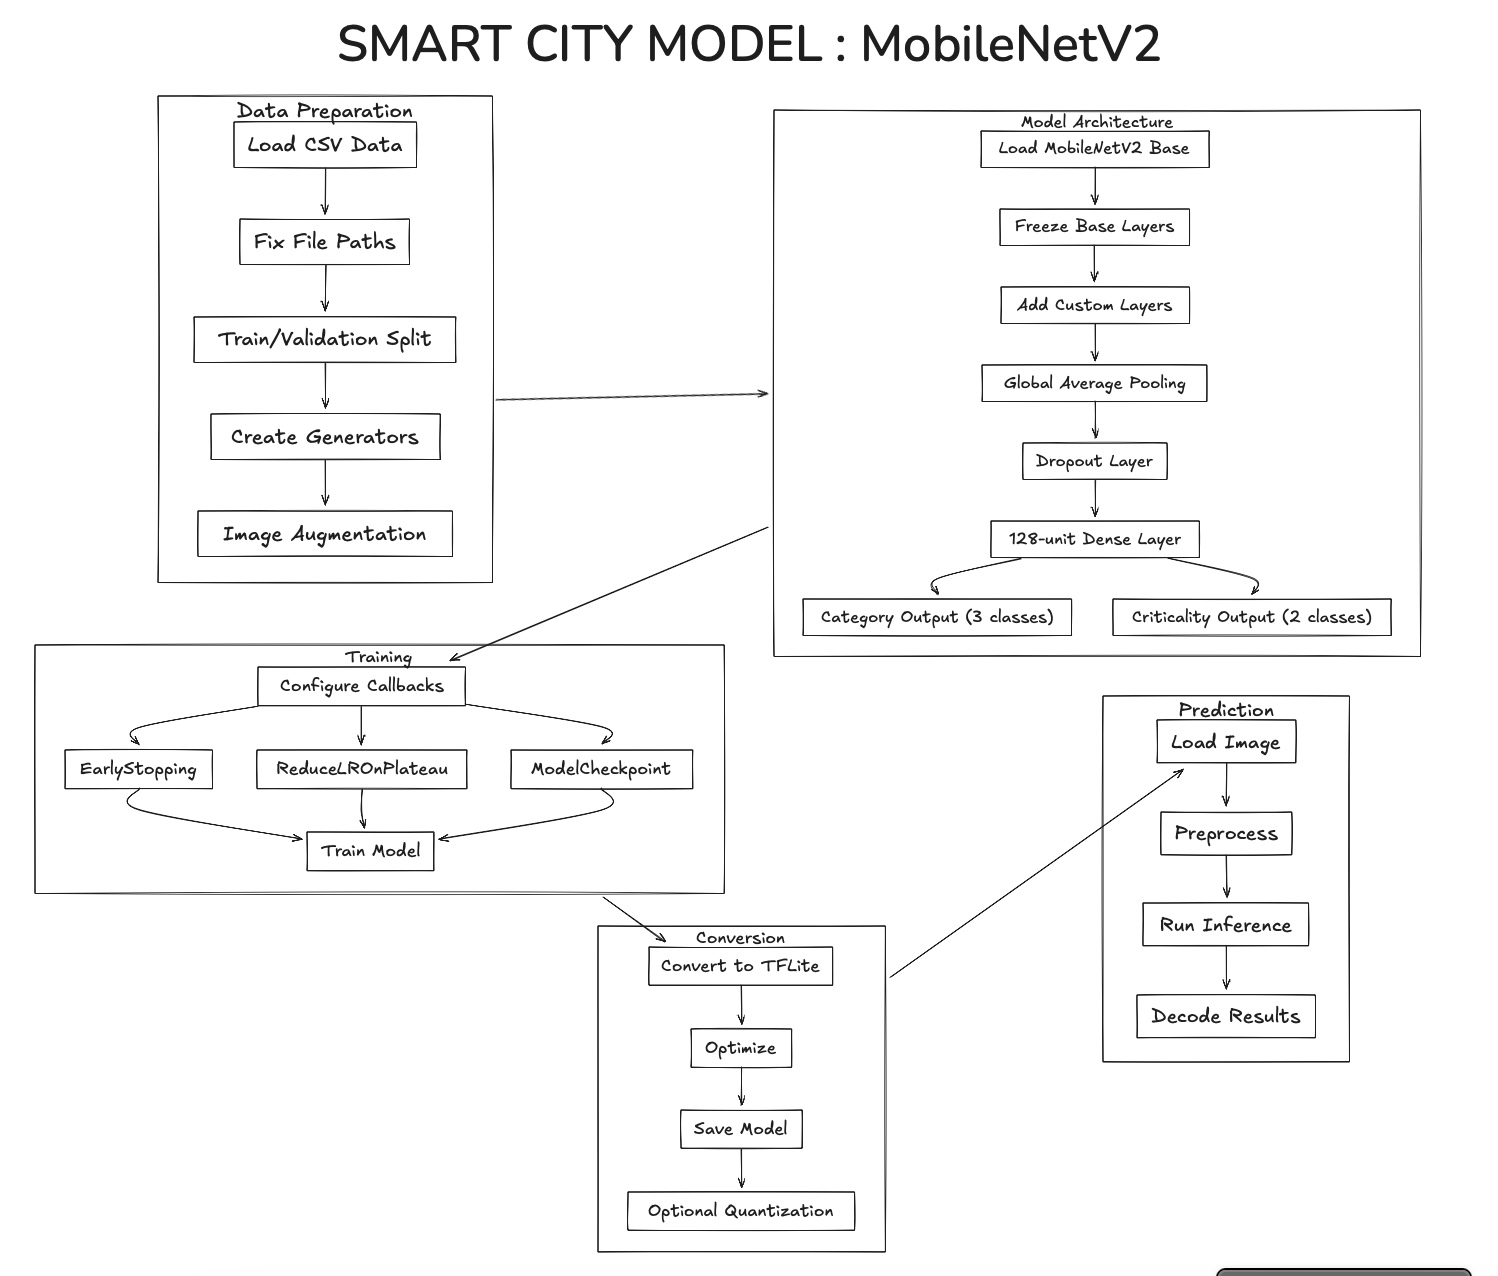 SMART CITY MODEL : MobileNetV2
Data Preparation
Load CSV Data
Fix File Paths
Train/Validation Split
Create Generators
Image Augmentation
Model Architecture
Load MobileNetV2 Base
Freeze Base Layers
Add Custom Layers
Global Average Pooling
Dropout Layer
128-unit Dense Layer
Category Output (3 classes)
Criticality Output (2 classes)
Training
Configure Callbacks
EarlyStopping
ReduceLROnPlateau
ModelCheckpoint
Train Model
Conversion
Convert to TFLite
Optimize
Save Model
Optional Quantization
Prediction
Load Image
Preprocess
Run Inference
Decode Results